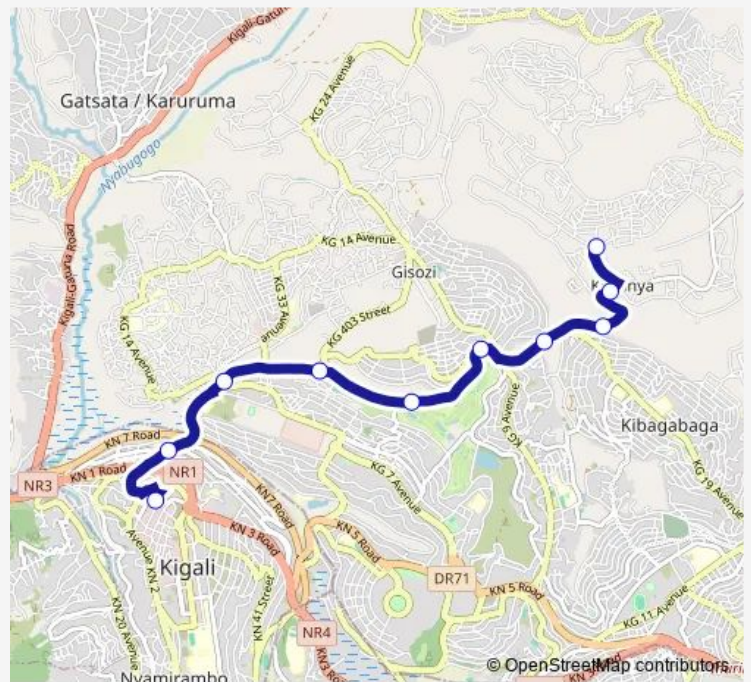 Kigali-Gatuna
KG 24 Avenue
Gatsata / Karuruma
Nyabugogo
KG 14 Avenue
Gisozi
Kigali-Gatuna Road
KG 33 Avenue
KG 403 Street
KG 14 Avenue
KG 9 Avenue
Kibagabaga
KN 7 Road
KN 1 Road
NR1
NR3
KG 7 Avenue
KG 19 Avenue
KN7 Road
KN 3 Road
KN 5 Road
Avenue KN 2
Kigali
DR71
KN 5 Road
KN 20 Avenue
KN 41 Street
KG 11 Avenue
NR4
KN3 Road
Nyamirambo
© OpenStreetMap contributors